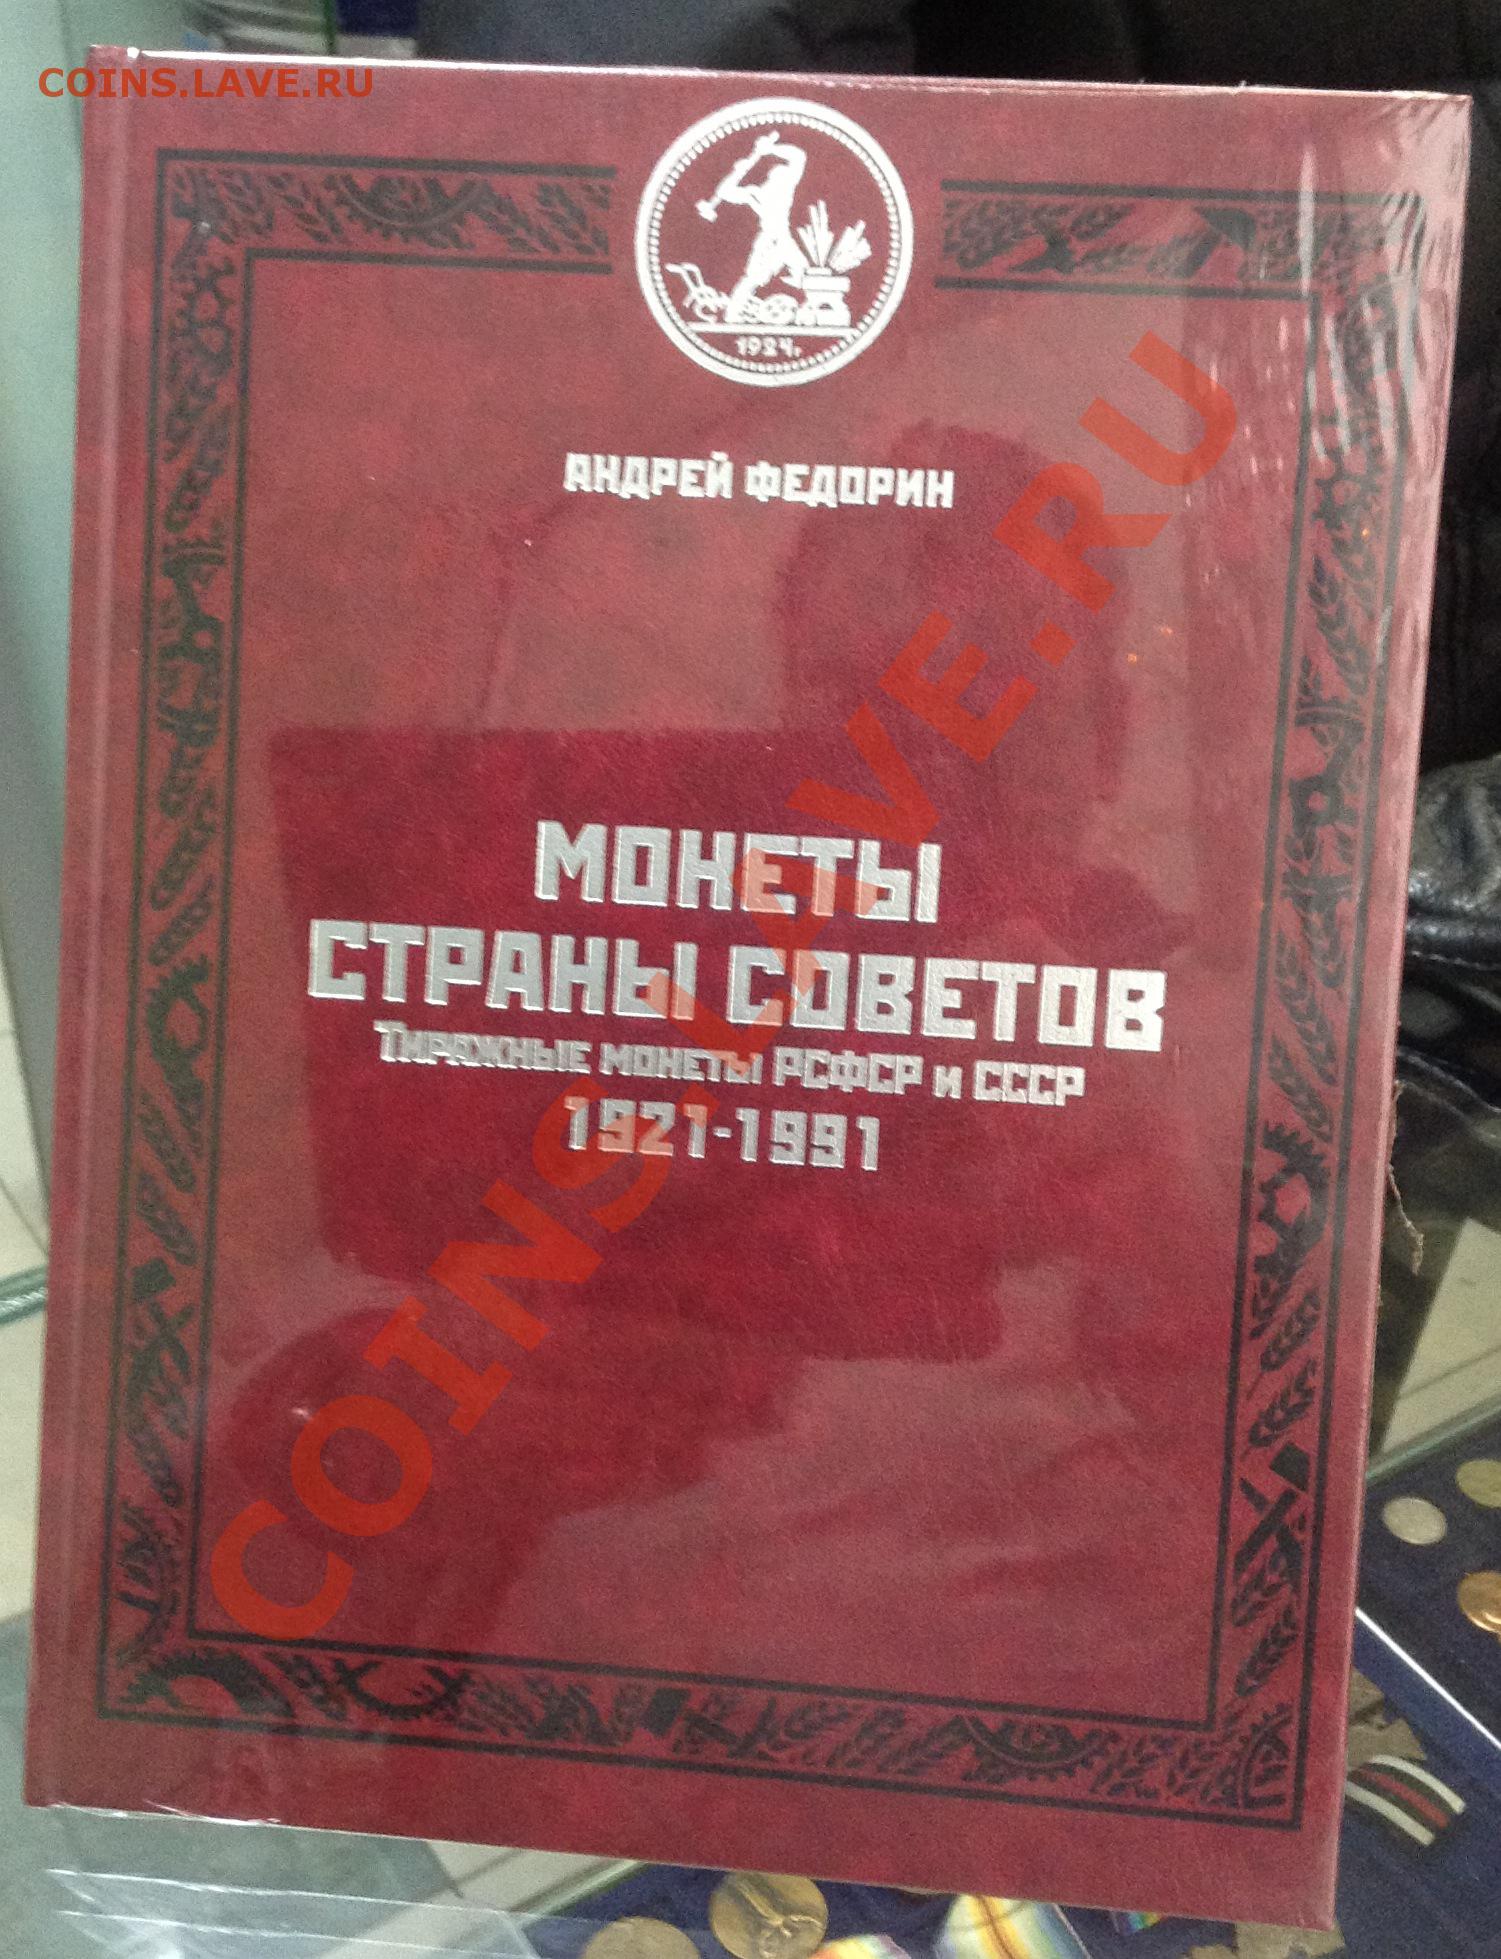 COINS.LAVE.RU
1924г.
АНДРЕЙ ФЕДОРИН
МОНЕТЫ
СТРАНЫ СОВЕТОВ
ТИРАЖНЫЕ МОНЕТЫ РСФСР И СССР
1921-1991
COINS.LAVE.RU